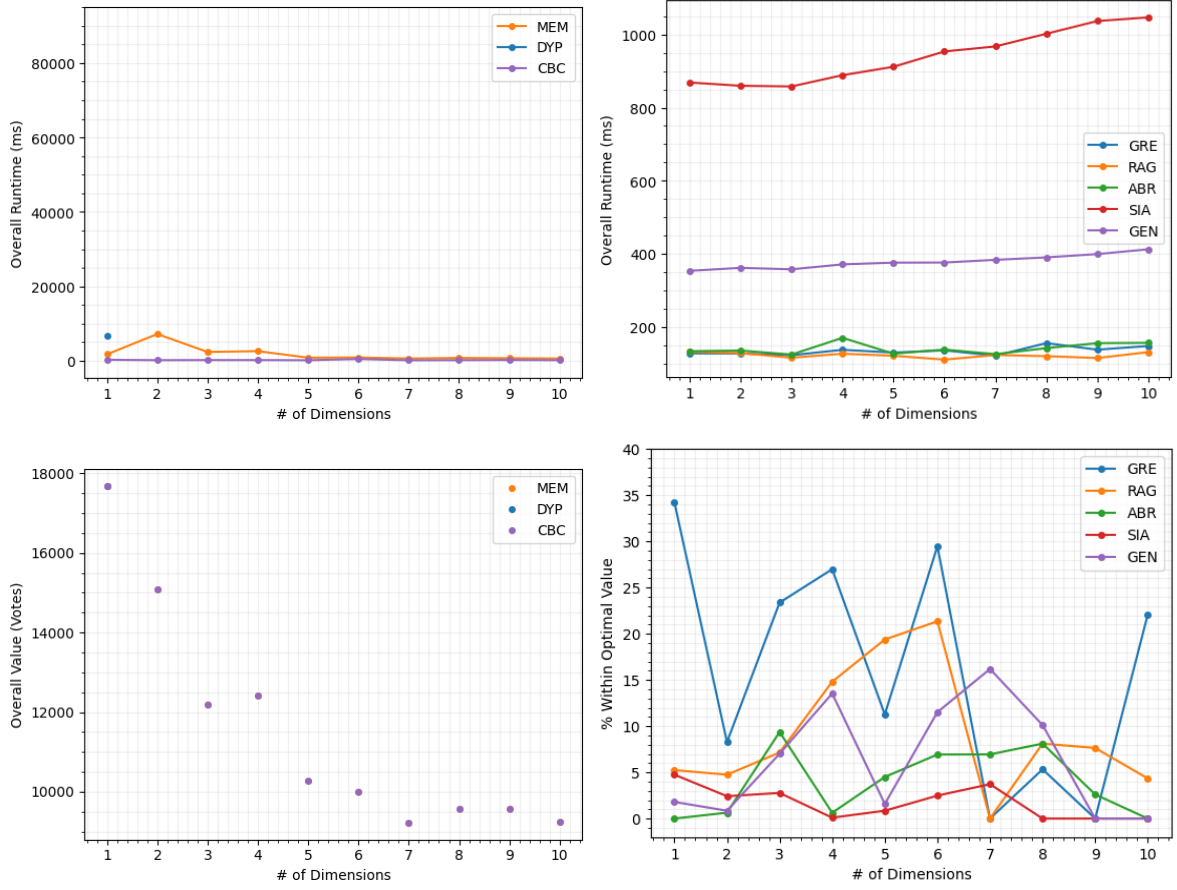 Overall Runtime (ms)
80000
60000
40000
20000
0
1 2 3 4 5 6 7 8 9 10
# of Dimensions
MEM
DYP
CBC
Overall Runtime (ms)
1000
800
600
400
200
1 2 3 4 5 6 7 8 9 10
# of Dimensions
GRE
RAG
ABR
SIA
GEN
Overall Value (Votes)
18000
16000
14000
12000
10000
1 2 3 4 5 6 7 8 9 10
# of Dimensions
MEM
DYP
CBC
% Within Optimal Value
40
35
30
25
20
15
10
5
0
1 2 3 4 5 6 7 8 9 10
# of Dimensions
GRE
RAG
ABR
SIA
GEN